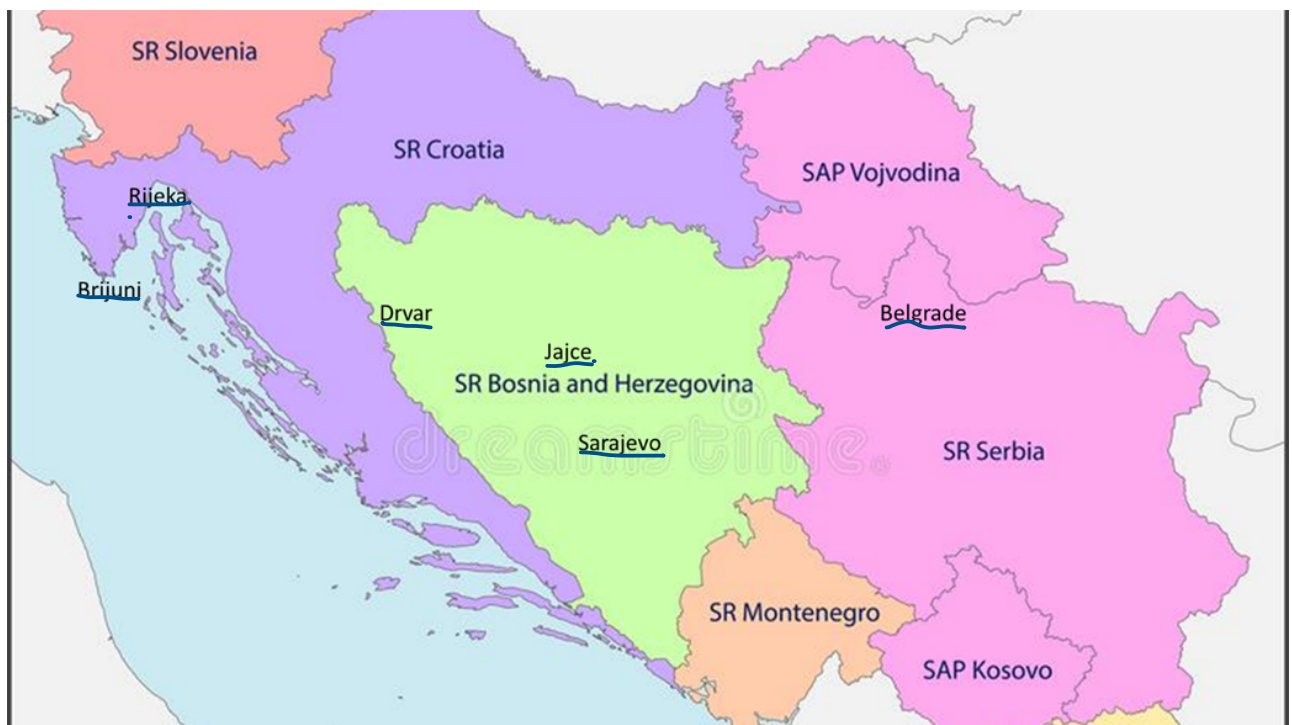 SR Slovenia
SR Croatia
SAP Vojvodina
Rijeka
Brijuni
Drvar
Belgrade
Jajce
SR Bosnia and Herzegovina
dreamstime
Sarajevo
SR Serbia
SR Montenegro
SAP Kosovo